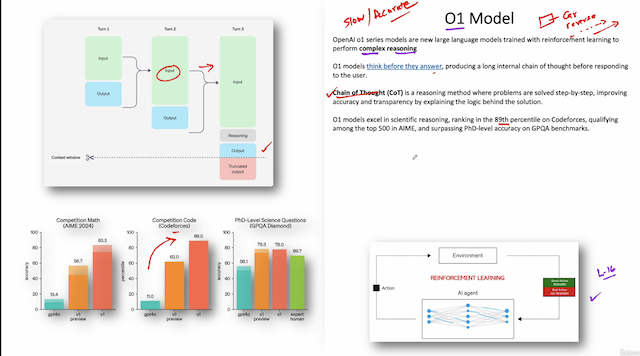 Turn 1
Turn 2
Turn 3
Input
Output
Input
Output
Input
Reasoning
Output
Context window
Truncated output
Competition Math
(AIME 2024)
100
80
60
40
20
0
accuracy
13.4
56.7
83.3
gpt4o
o1
preview
o1
Competition Code
(Codeforces)
100
80
60
40
20
0
percentile
11.0
62.0
89.0
gpt4o
o1
preview
o1
PhD-Level Science Questions
(GPQA Diamond)
100
80
60
40
20
0
accuracy
56.1
78.3
78.0
69.7
gpt4o
o1
preview
o1
expert
human
Slow / Accurate
O1 Model
Car
reverse
OpenAI o1 series models are new large language models trained with reinforcement learning to
perform complex reasoning
O1 models think before they answer, producing a long internal chain of thought before responding
to the user.
Chain of Thought (CoT) is a reasoning method where problems are solved step-by-step, improving
accuracy and transparency by explaining the logic behind the solution.
O1 models excel in scientific reasoning, ranking in the 89th percentile on Codeforces, qualifying
among the top 500 in AIME, and surpassing PhD-level accuracy on GPQA benchmarks.
Environment
REINFORCEMENT LEARNING
Action
AI agent
L-16